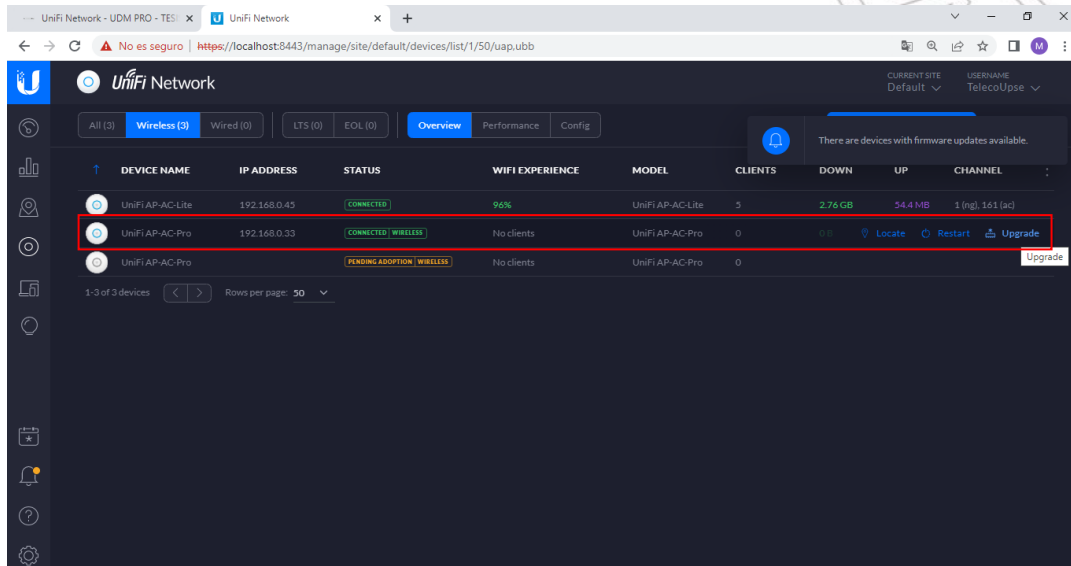 UniFi Network - UDM PRO - TES
UniFi Network
No es seguro | https://localhost:8443/manage/site/default/devices/list/1/50/uap,ubb
M
UniFi Network
CURRENT SITE
Default
USERNAME
TelecoUpse
All (3) Wireless (3) Wired (0) LTS (0) EOL (0) Overview Performance Config
There are devices with firmware updates available.
DEVICE NAME IP ADDRESS STATUS WIFI EXPERIENCE MODEL CLIENTS DOWN UP CHANNEL
UniFi AP-AC-Lite 192.168.0.45 CONNECTED 96% UniFi AP-AC-Lite 5 2.76 GB 54.4 MB 1 (ng), 161 (ac)
UniFi AP-AC-Pro 192.168.0.33 CONNECTED WIRELESS No clients UniFi AP-AC-Pro 0 0 B Locate Restart Upgrade
Upgrade
UniFi AP-AC-Pro PENDING ADOPTION WIRELESS No clients UniFi AP-AC-Pro 0
1-3 of 3 devices < > Rows per page: 50